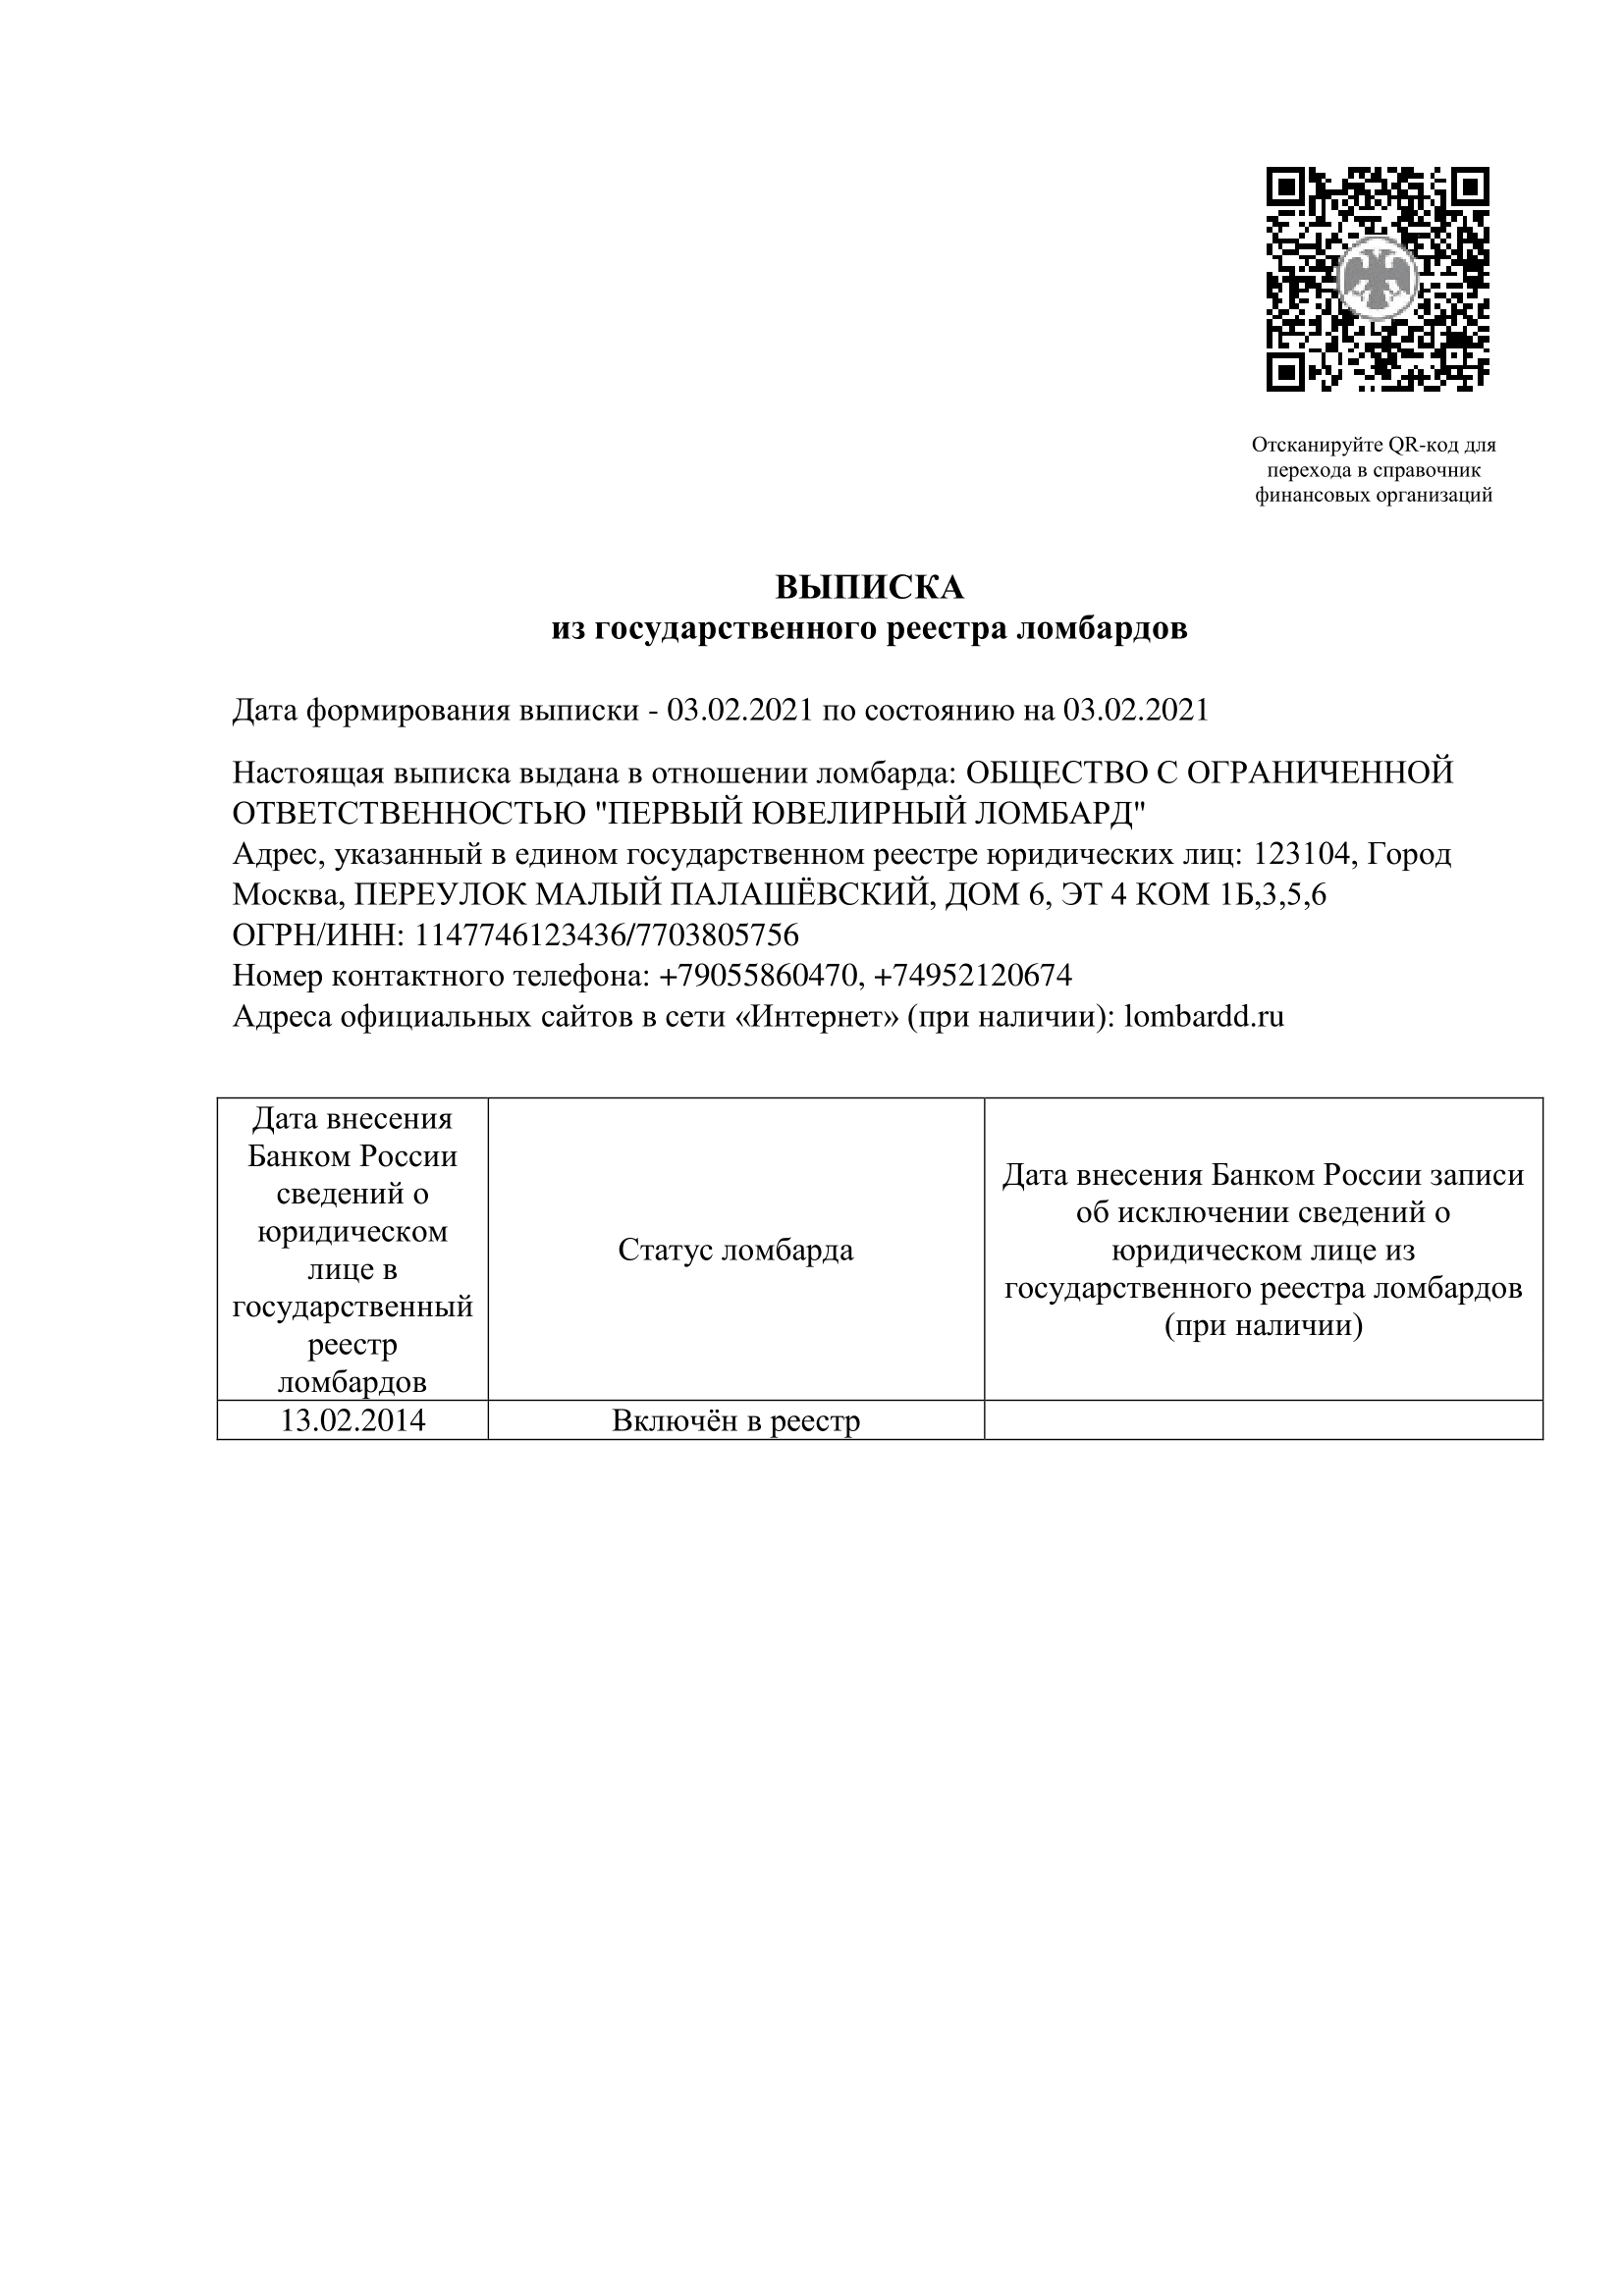 Отсканируйте QR-код для
перехода в справочник
финансовых организаций
ВЫПИСКА
из государственного реестра ломбардов
Дата формирования выписки - 03.02.2021 по состоянию на 03.02.2021
Настоящая выписка выдана в отношении ломбарда: ОБЩЕСТВО С ОГРАНИЧЕННОЙ
ОТВЕТСТВЕННОСТЬЮ "ПЕРВЫЙ ЮВЕЛИРНЫЙ ЛОМБАРД"
Адрес, указанный в едином государственном реестре юридических лиц: 123104, Город
Москва, ПЕРЕУЛОК МАЛЫЙ ПАЛАШЁВСКИЙ, ДОМ 6, ЭТ 4 КОМ 1Б,3,5,6
ОГРН/ИНН: 1147746123436/7703805756
Номер контактного телефона: +79055860470, +74952120674
Адреса официальных сайтов в сети «Интернет» (при наличии): lombardd.ru
Дата внесения
Банком России
сведений о
юридическом
лице в
государственный
реестр
ломбардов
Статус ломбарда
Дата внесения Банком России записи
об исключении сведений о
юридическом лице из
государственного реестра ломбардов
(при наличии)
13.02.2014
Включён в реестр